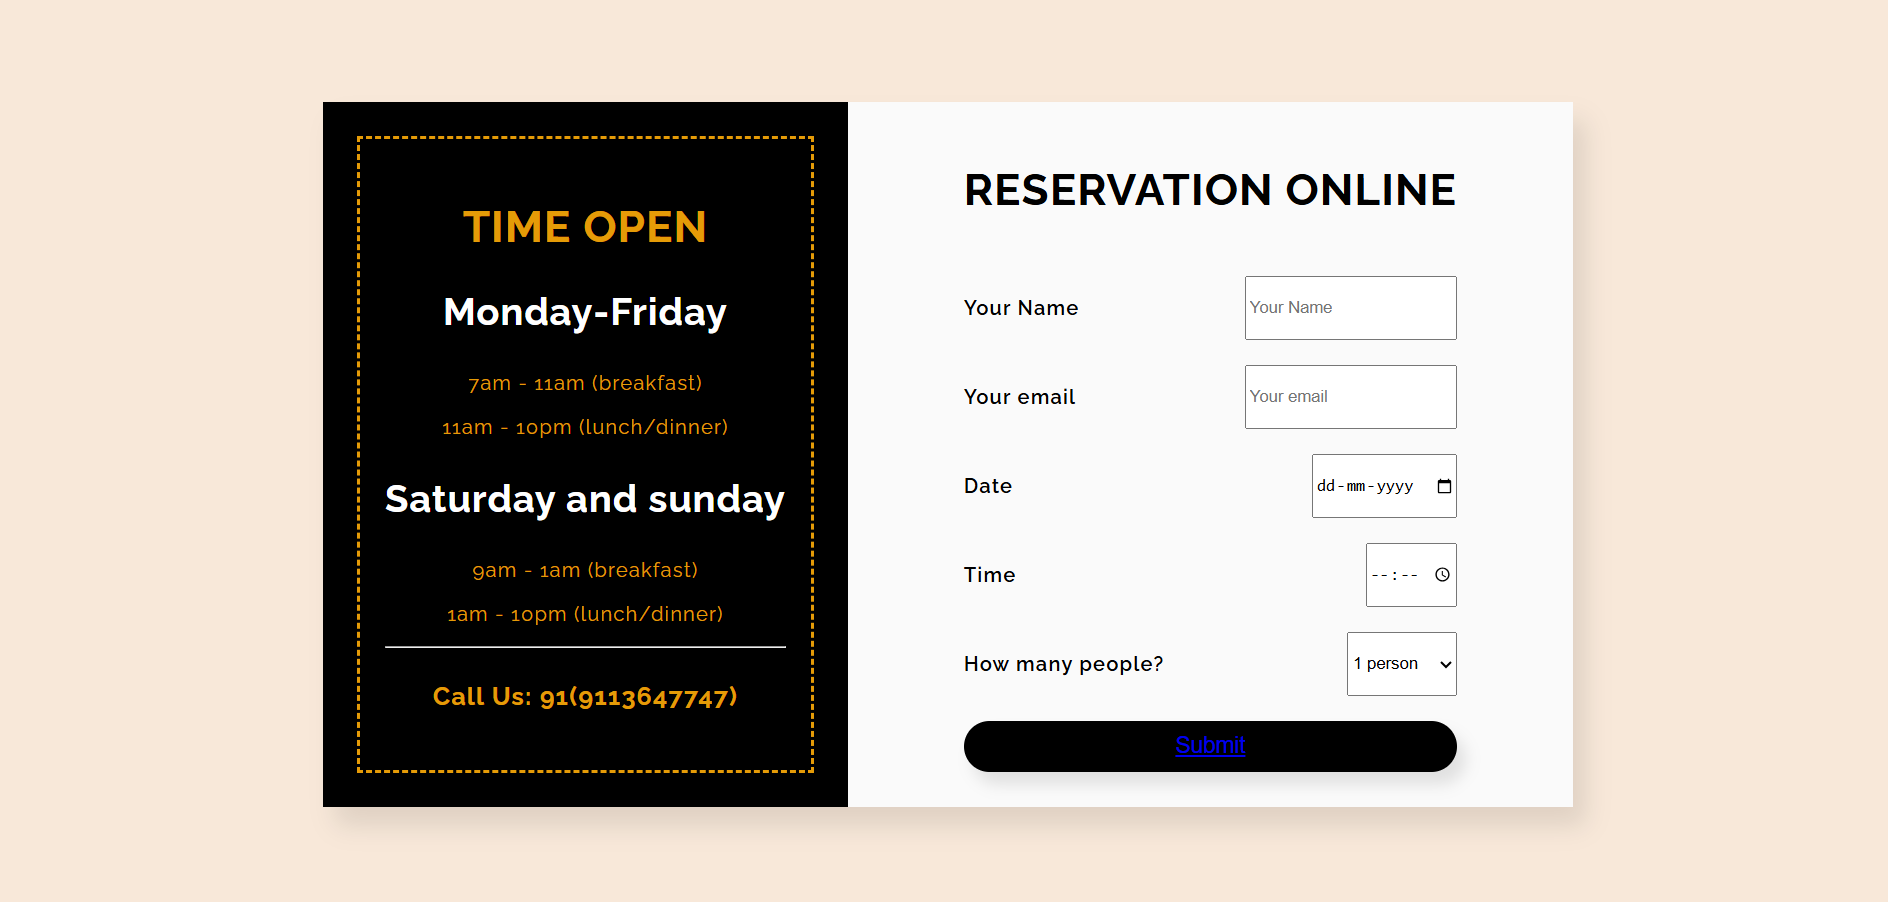 TIME OPEN
Monday-Friday
7am - 11am (breakfast)
11am - 10pm (lunch/dinner)
Saturday and sunday
9am - 1am (breakfast)
1am - 10pm (lunch/dinner)
Call Us: 91(9113647747)
RESERVATION ONLINE
Your Name
Your Name
Your email
Your email
Date
dd-mm-yyyy
Time
--:--
How many people?
1 person
Submit